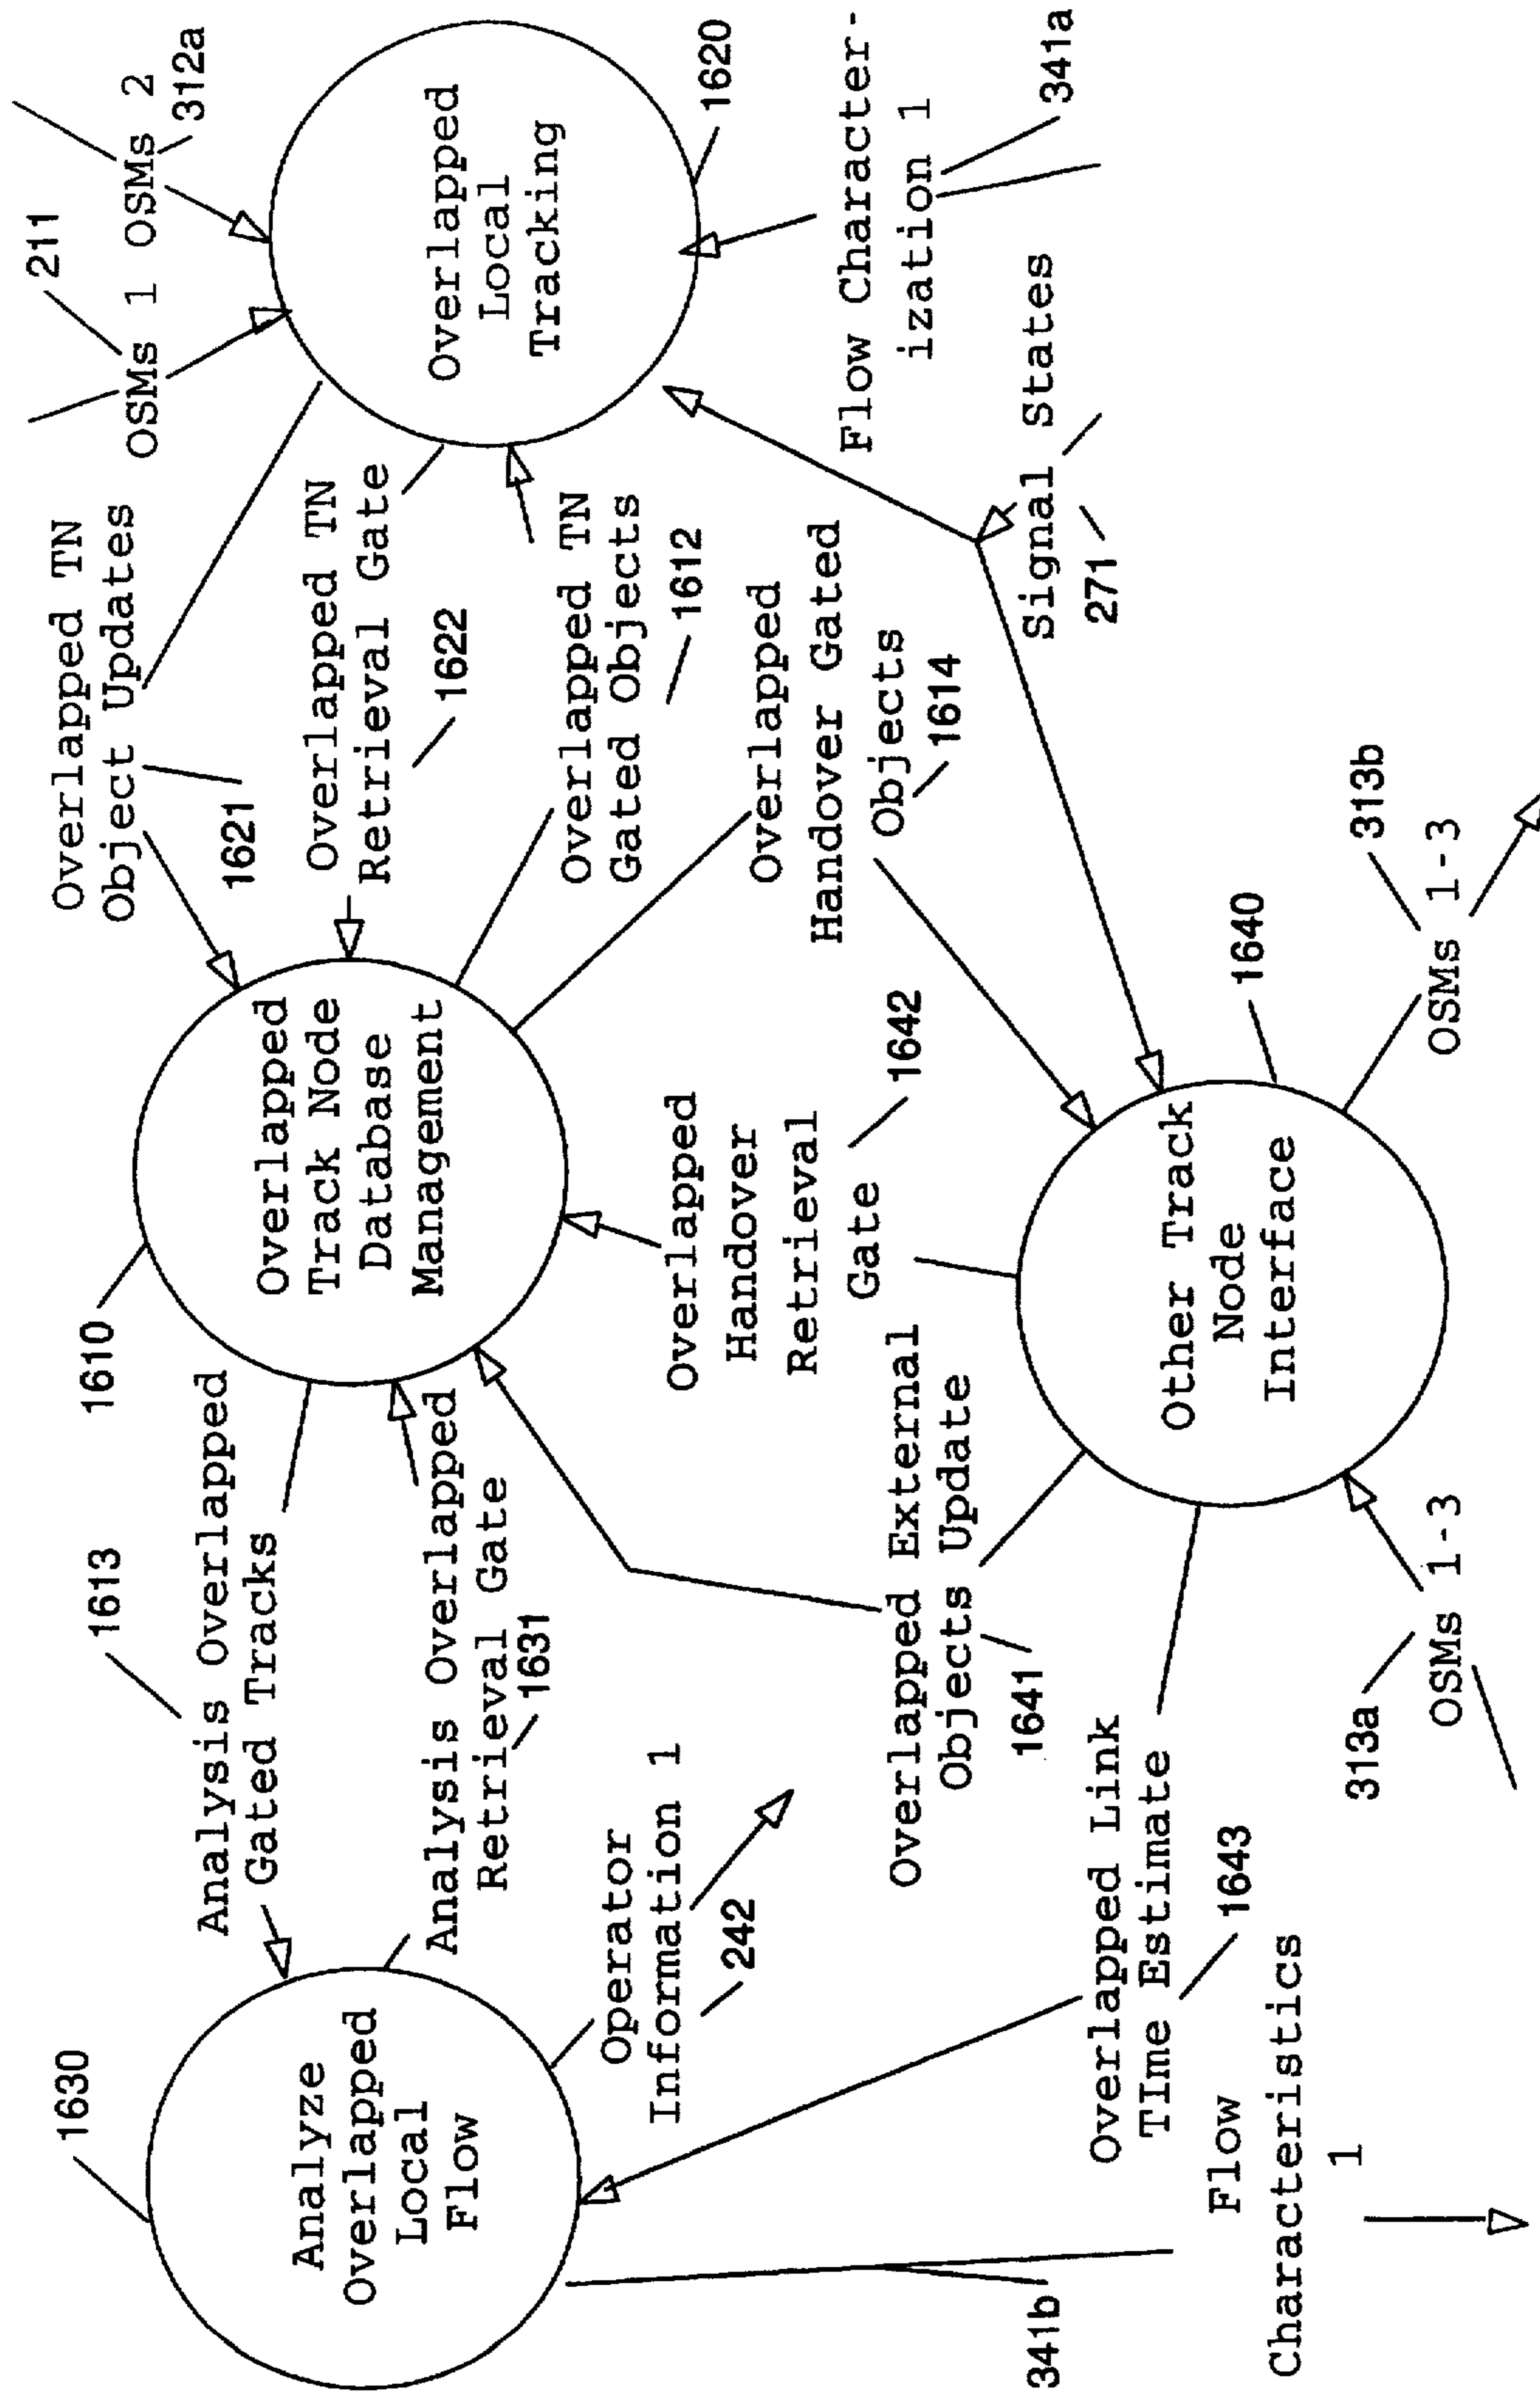 1630
Analyze
Overlapped
Local
Flow
1613
Analysis Overlapped
Gated Tracks
Analysis Overlapped
Retrieval Gate
1631
Operator
Information 1
242
1610
Overlapped
Track Node
Database
Management
Overlapped TN
Object Updates
1621
Overlapped TN
Retrieval Gate
1622
Overlapped TN
Gated Objects
1612
Overlapped
Handover Gated
Objects
1614
211
OSMs 1
OSMs 2
312a
Overlapped
Local
Tracking
1620
Flow Character-
ization 1
341a
Signal States
271
Overlapped
Handover
Retrieval
Gate
1642
Overlapped External
Objects Update
1641
Overlapped Link
TIme Estimate
1643
Flow
Characteristics
1
341b
Other Track
Node
Interface
1640
313a
OSMs 1-3
313b
OSMs 1-3